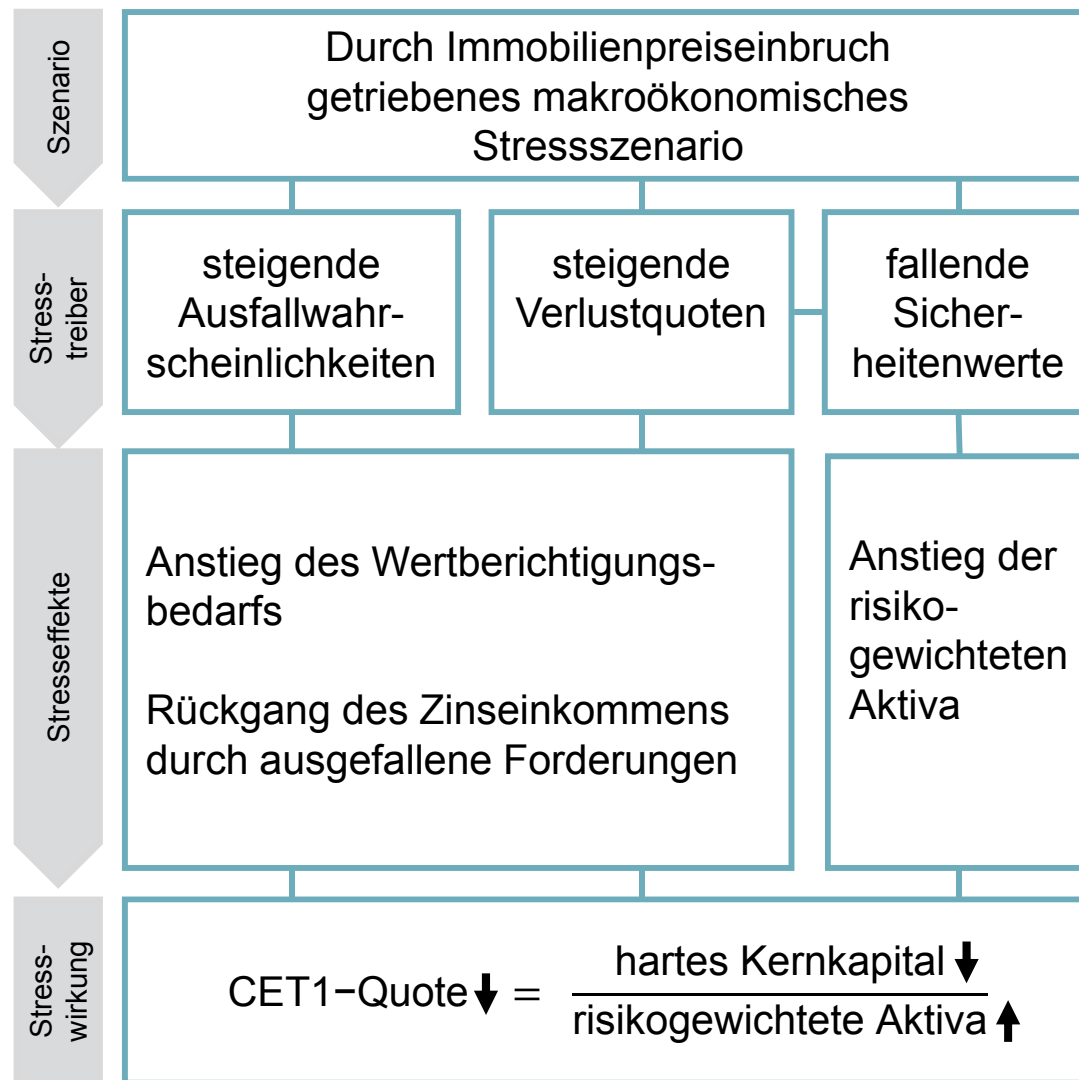 Szenario
Durch Immobilienpreiseinbruch
getriebenes makroökonomisches
Stressszenario
Stress-
treiber
steigende
Ausfallwahr-
scheinlichkeiten
steigende
Verlustquoten
fallende
Sicher-
heitenwerte
Stresseffekte
Anstieg des Wertberichtigungs-
bedarfs
Rückgang des Zinseinkommens
durch ausgefallene Forderungen
Anstieg der
risiko-
gewichteten
Aktiva
Stress-
wirkung
CET1−Quote⬇ = hartes Kernkapital⬇
risikogewichtete Aktiva⬆